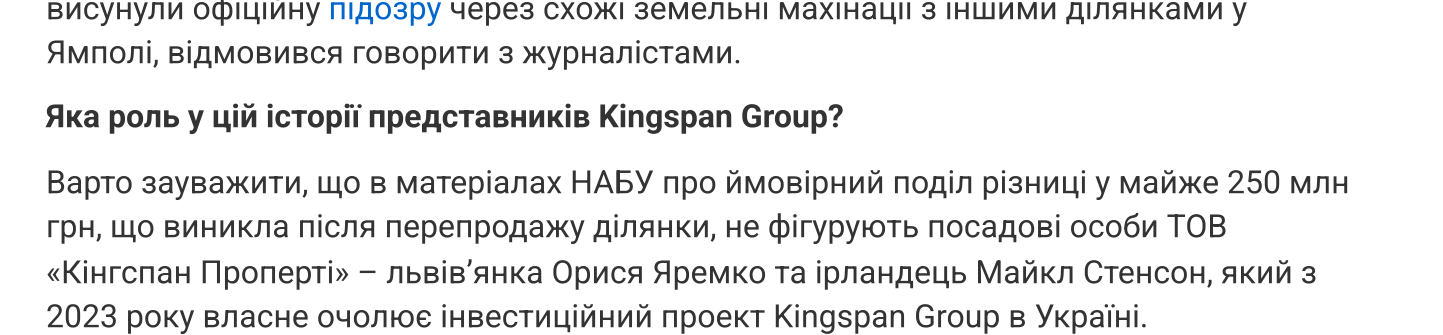 висунули офіційну підозру через схожі земельні махінації з іншими ділянками у
Ямполі, відмовився говорити з журналістами.
Яка роль у цій історії представників Kingspan Group?
Варто зауважити, що в матеріалах НАБУ про ймовірний поділ різниці у майже 250 млн
грн, що виникла після перепродажу ділянки, не фігурують посадові особи ТОВ
«Кінгспан Проперті» – львів’янка Орися Яремко та ірландець Майкл Стенсон, який з
2023 року власне очолює інвестиційний проект Kingspan Group в Україні.